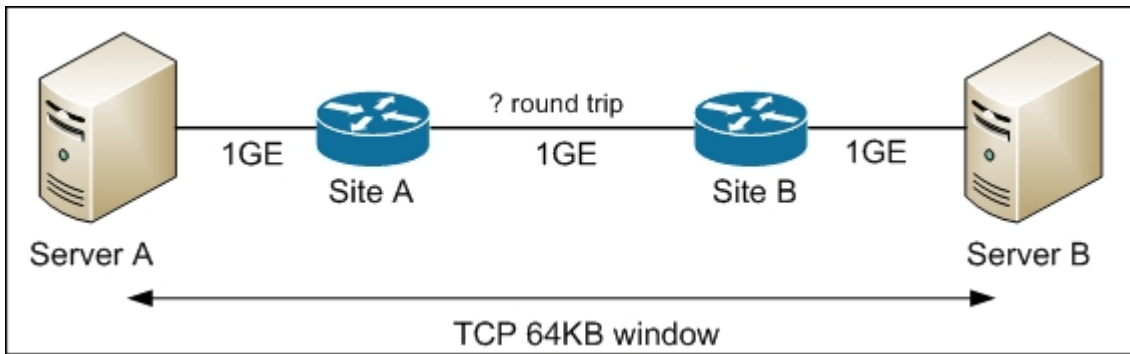 ? round trip
1GE
1GE
1GE
Site A
Site B
Server A
Server B
TCP 64KB window